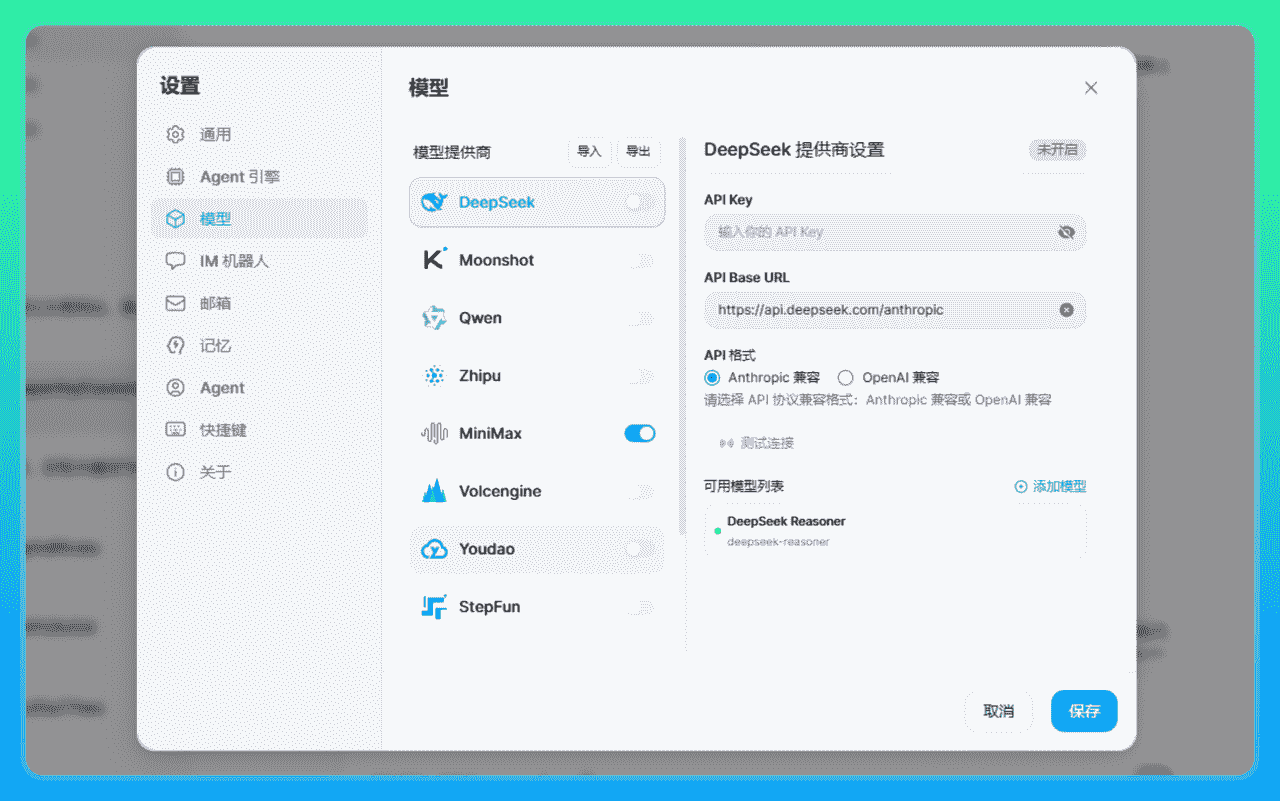 设置
通用
Agent 引擎
模型
IM 机器人
邮箱
记忆
Agent
快捷键
关于
模型
模型提供商
导入
导出
DeepSeek
Moonshot
Qwen
Zhipu
MiniMax
Volcengine
Youdao
StepFun
DeepSeek 提供商设置
未开启
API Key
输入你的 API Key
API Base URL
https://api.deepseek.com/anthropic
API 格式
Anthropic 兼容
OpenAI 兼容
请选择 API 协议兼容格式：Anthropic 兼容或 OpenAI 兼容
测试连接
可用模型列表
添加模型
DeepSeek Reasoner
deepseek-reasoner
取消
保存